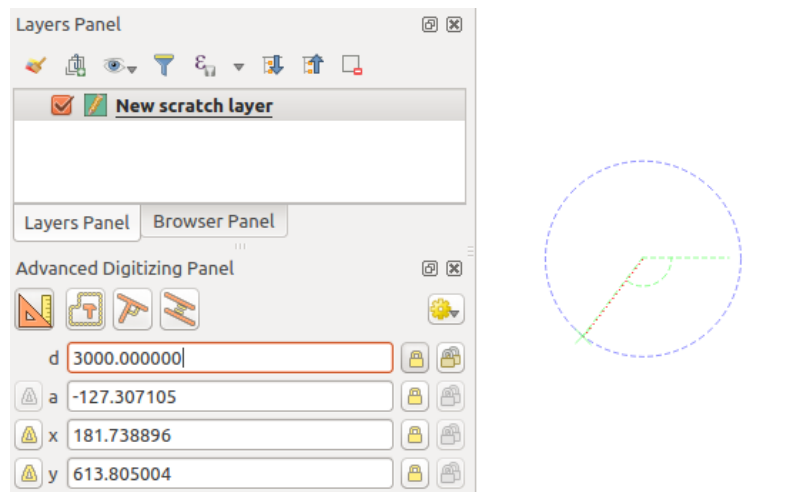 Layers Panel
New scratch layer
Layers Panel Browser Panel
Advanced Digitizing Panel
d 3000.000000
a -127.307105
x 181.738896
y 613.805004